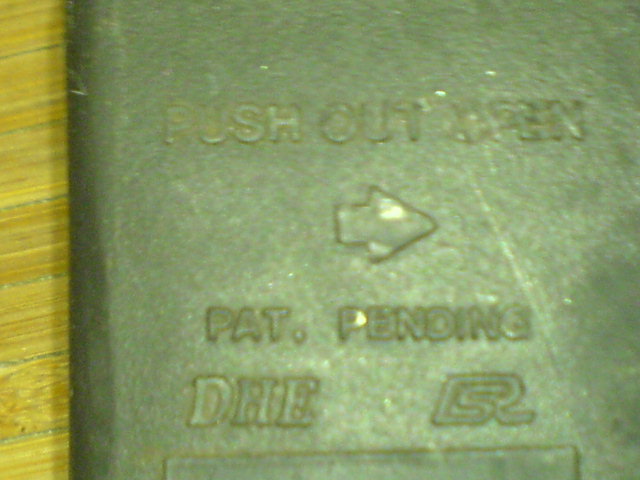 PUSH OUT OPEN
PAT. PENDING
DHE